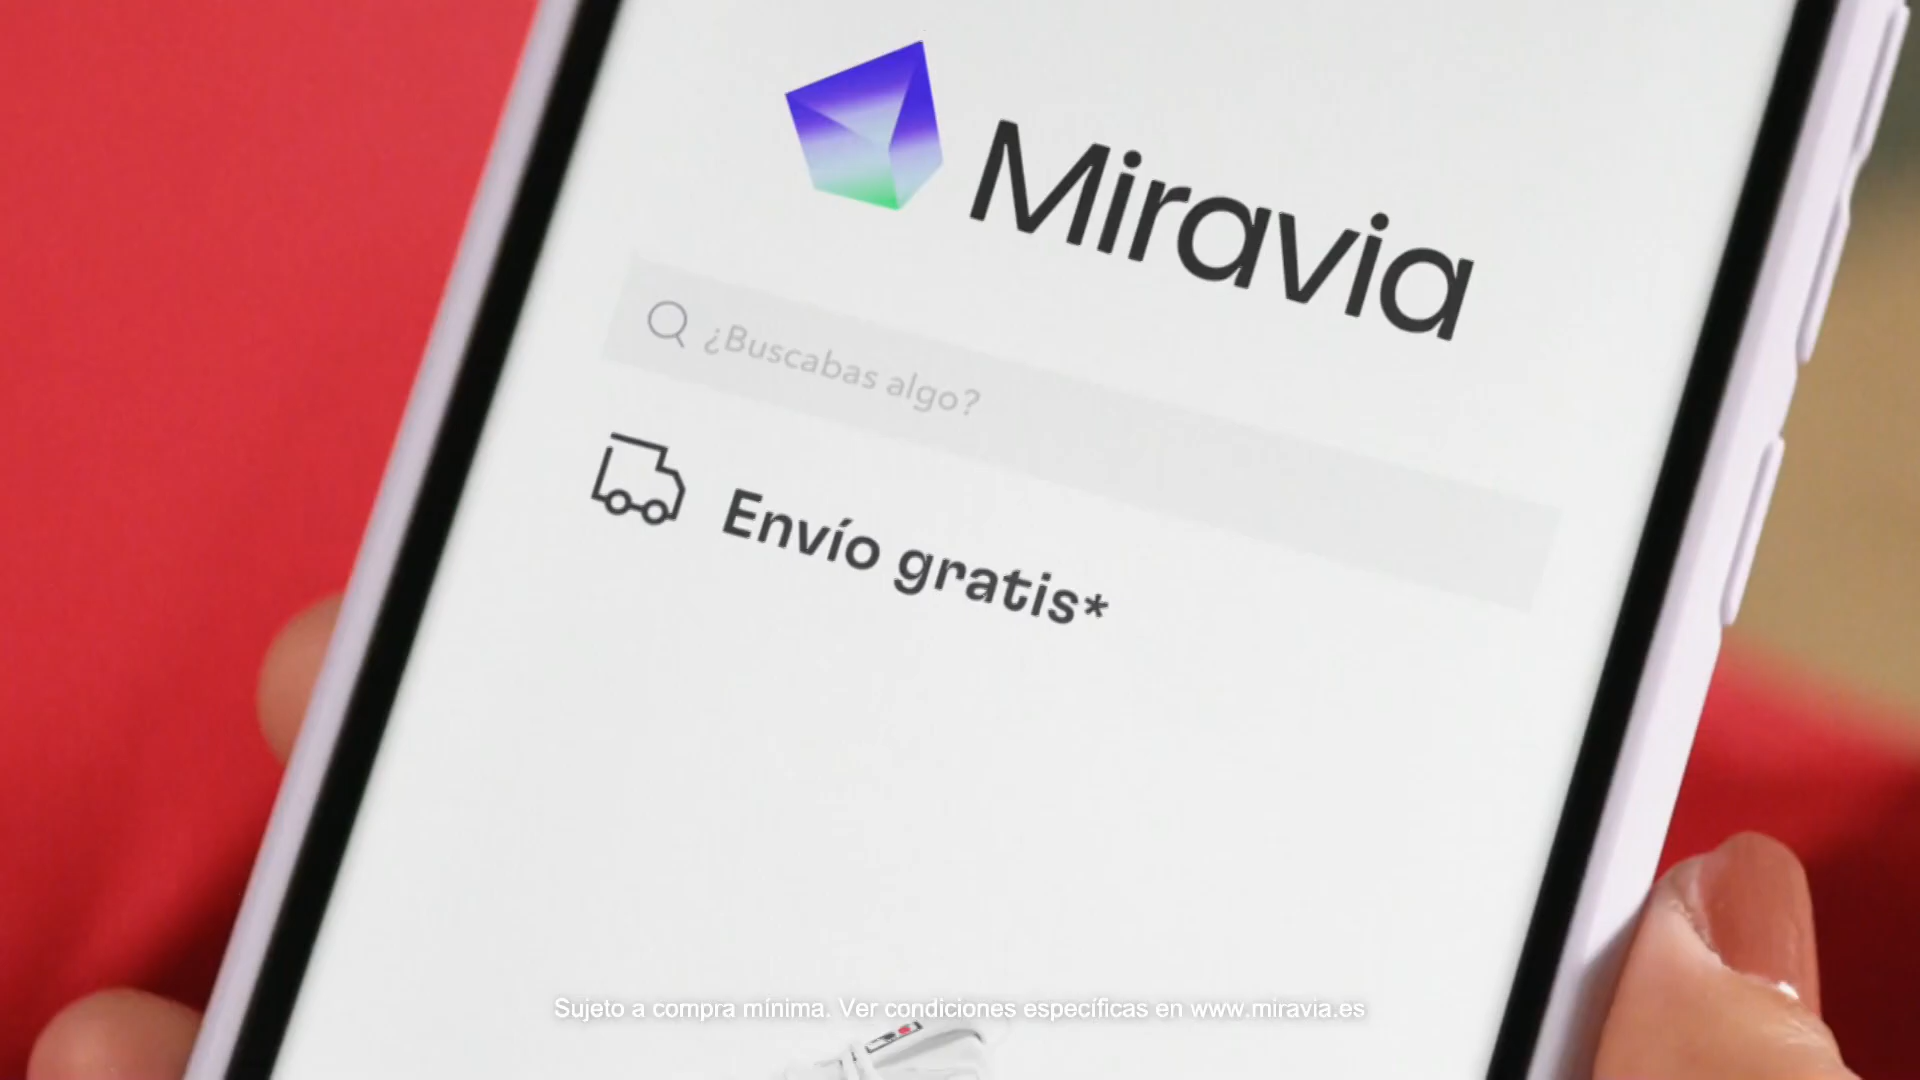 Miravia
¿Buscabas algo?
Envío gratis*
Sujeto a compra mínima. Ver condiciones específicas en www.miravia.es